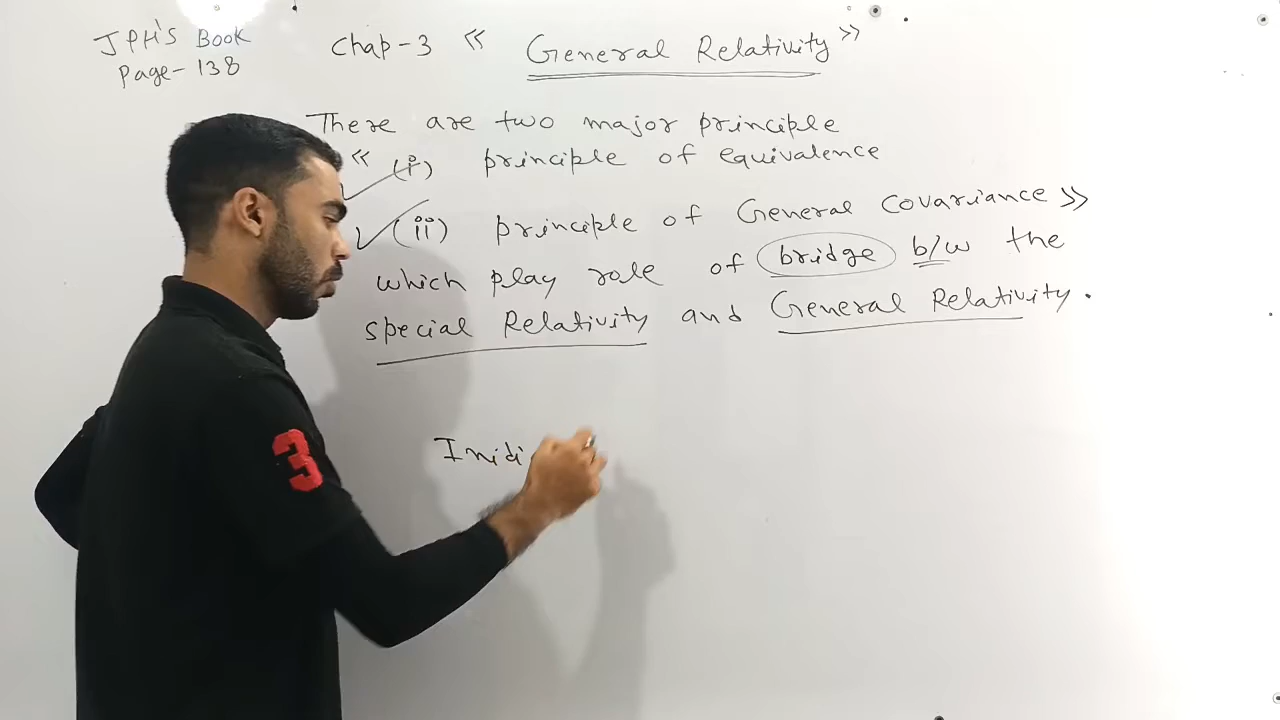 JPH'S Book
Page-138
Chap-3 « General Relativity »
There are two major principle
« (i) principle of equivalence
(ii) principle of General covariance »
which play role of bridge b/w the
special Relativity and General Relativity.
3